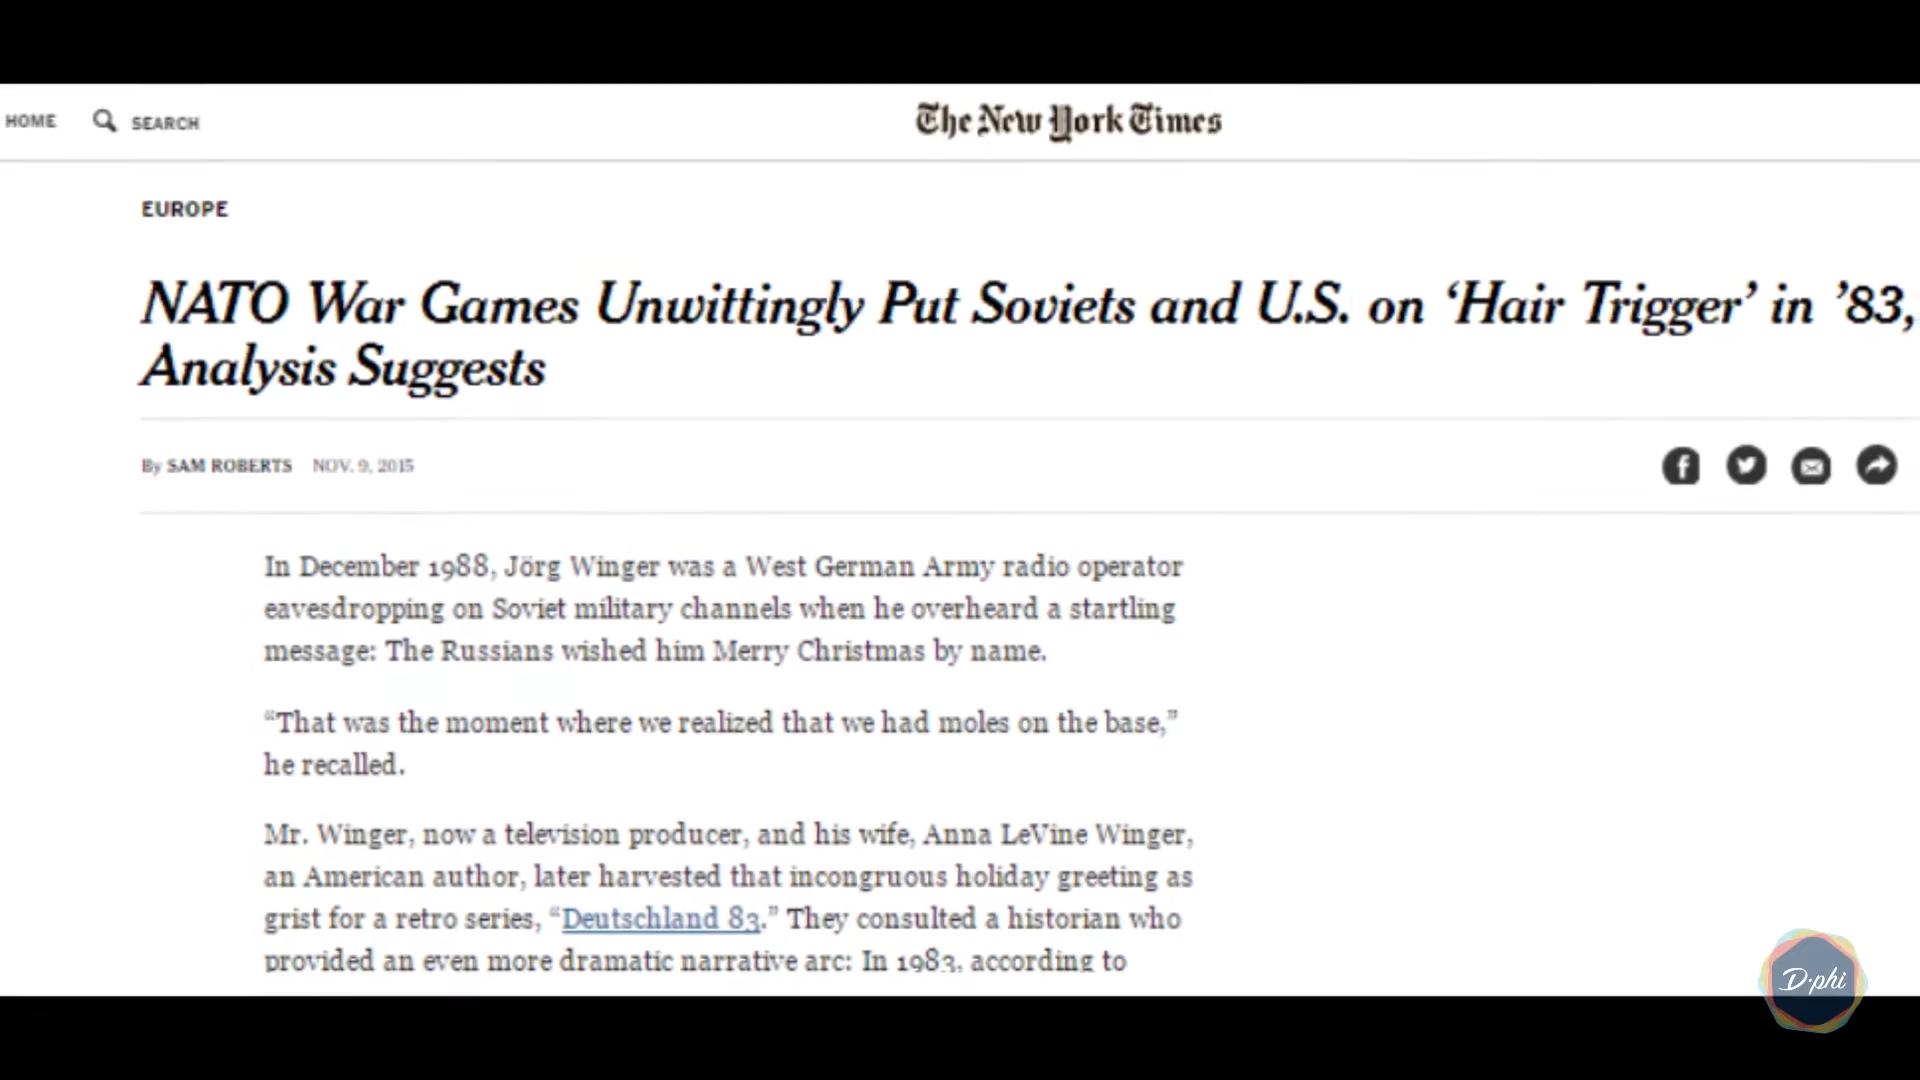 HOME SEARCH The New York Times
EUROPE
NATO War Games Unwittingly Put Soviets and U.S. on ‘Hair Trigger’ in ’83,
Analysis Suggests
By SAM ROBERTS NOV. 9, 2015
In December 1988, Jörg Winger was a West German Army radio operator
eavesdropping on Soviet military channels when he overheard a startling
message: The Russians wished him Merry Christmas by name.
“That was the moment where we realized that we had moles on the base,”
he recalled.
Mr. Winger, now a television producer, and his wife, Anna LeVine Winger,
an American author, later harvested that incongruous holiday greeting as
grist for a retro series, “Deutschland 83.” They consulted a historian who
provided an even more dramatic narrative arc: In 1983, according to
D·phi